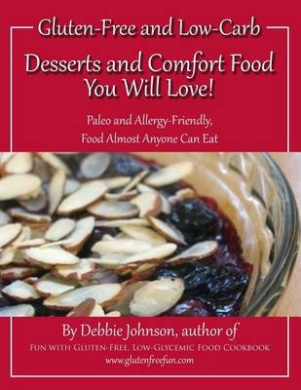 Gluten-Free and Low-Carb
Desserts and Comfort Food
You Will Love!
Paleo and Allergy-Friendly,
Food Almost Anyone Can Eat
By Debbie Johnson, author of
Fun with Gluten-Free, Low-Glycemic Food Cookbook
www.glutenfreefun.com